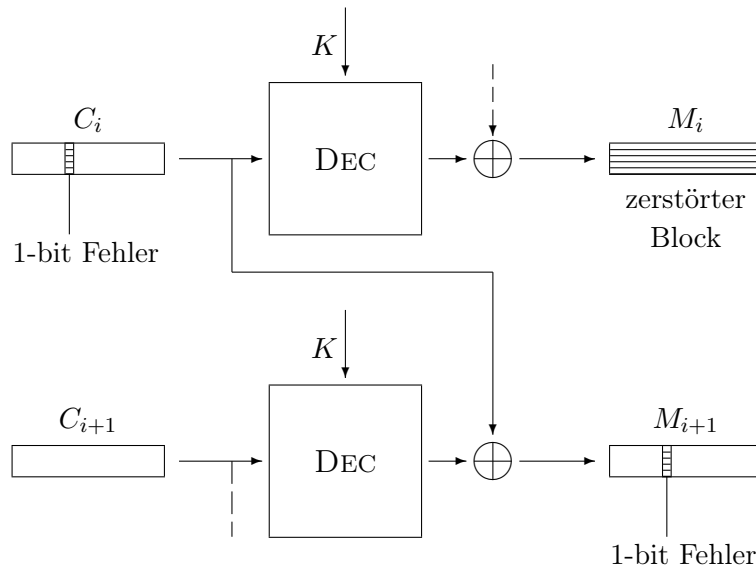 K
C_i
M_i
DEC
zerstörter
Block
1-bit Fehler
K
C_{i+1}
M_{i+1}
DEC
1-bit Fehler